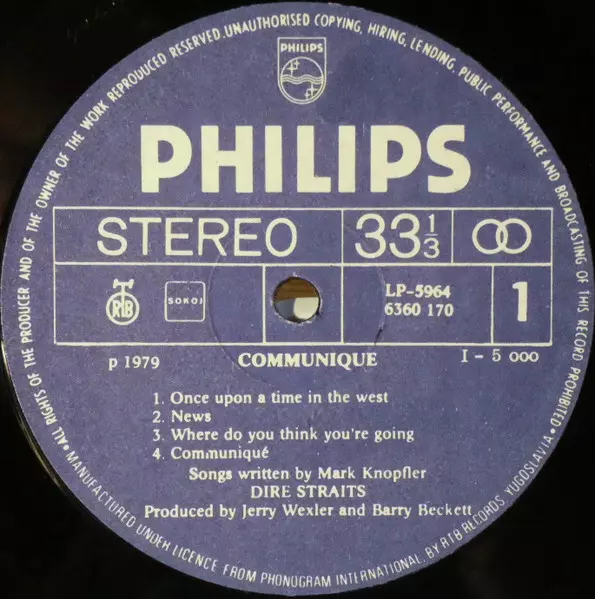 •ALL RIGHTS OF THE PRODUCER AND OF THE OWNER OF THE WORK REPRODUCED RESERVED. UNAUTHORISED COPYING, HIRING, LENDING, PUBLIC PERFORMANCE AND BROADCASTING OF THIS RECORD PROHIBITED•
PHILIPS
PHILIPS
STEREO 33 1/3
RTB SOKOJ LP-5964 1
6360 170
p 1979 COMMUNIQUE I - 5 000
1. Once upon a time in the west
2. News
3. Where do you think you're going
4. Communiqué
Songs written by Mark Knopfler
DIRE STRAITS
Produced by Jerry Wexler and Barry Beckett
MANUFACTURED UNDER LICENCE FROM PHONOGRAM INTERNATIONAL, BY RTB RECORDS, YUGOSLAVIA.